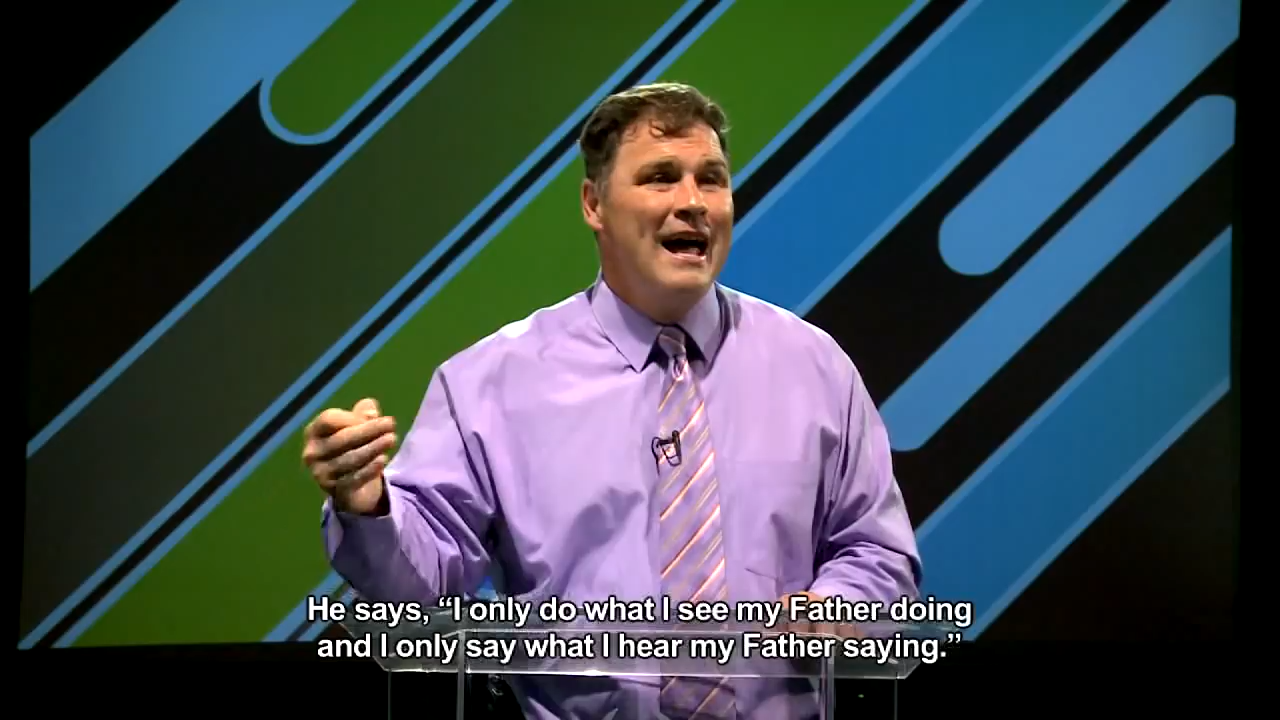 He says, “I only do what I see my Father doing
and I only say what I hear my Father saying.”